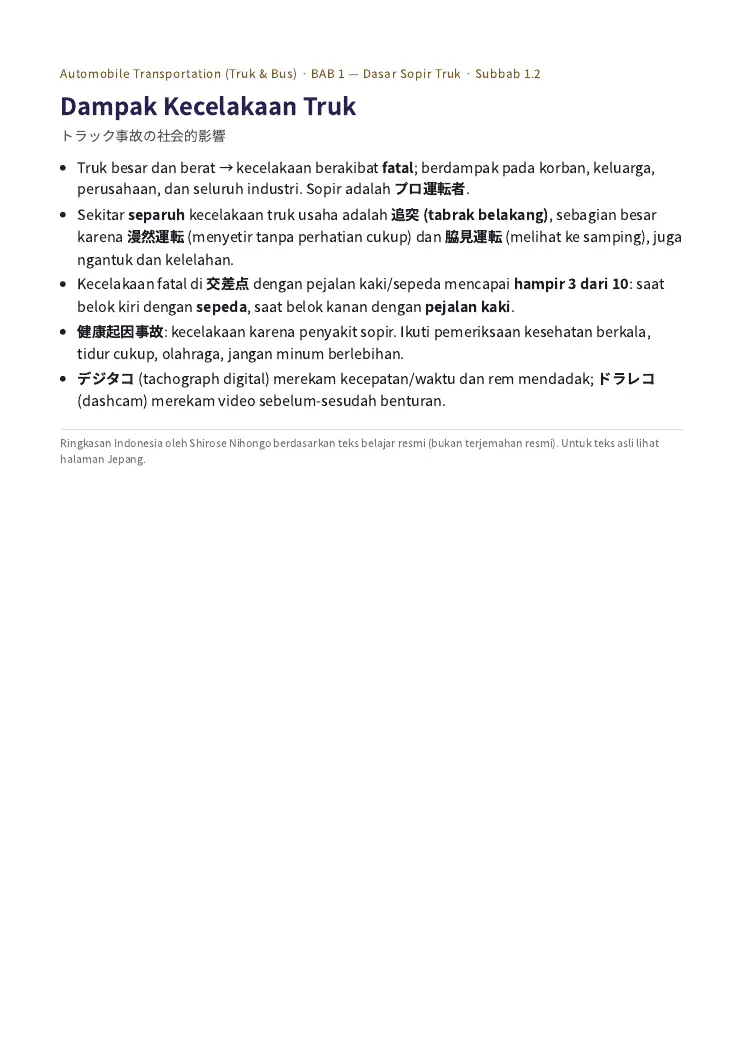 Automobile Transportation (Truk & Bus) · BAB 1 — Dasar Sopir Truk · Subbab 1.2
Dampak Kecelakaan Truk
トラック事故の社会的影響
• Truk besar dan berat → kecelakaan berakibat fatal; berdampak pada korban, keluarga,
perusahaan, dan seluruh industri. Sopir adalah プロ運転者.
• Sekitar separuh kecelakaan truk usaha adalah 追突 (tabrak belakang), sebagian besar
karena 漫然運転 (menyetir tanpa perhatian cukup) dan 脇見運転 (melihat ke samping), juga
ngantuk dan kelelahan.
• Kecelakaan fatal di 交差点 dengan pejalan kaki/sepeda mencapai hampir 3 dari 10: saat
belok kiri dengan sepeda, saat belok kanan dengan pejalan kaki.
• 健康起因事故: kecelakaan karena penyakit sopir. Ikuti pemeriksaan kesehatan berkala,
tidur cukup, olahraga, jangan minum berlebihan.
• デジタコ (tachograph digital) merekam kecepatan/waktu dan rem mendadak; ドラレコ
(dashcam) merekam video sebelum-sesudah benturan.
Ringkasan Indonesia oleh Shirose Nihongo berdasarkan teks belajar resmi (bukan terjemahan resmi). Untuk teks asli lihat
halaman Jepang.